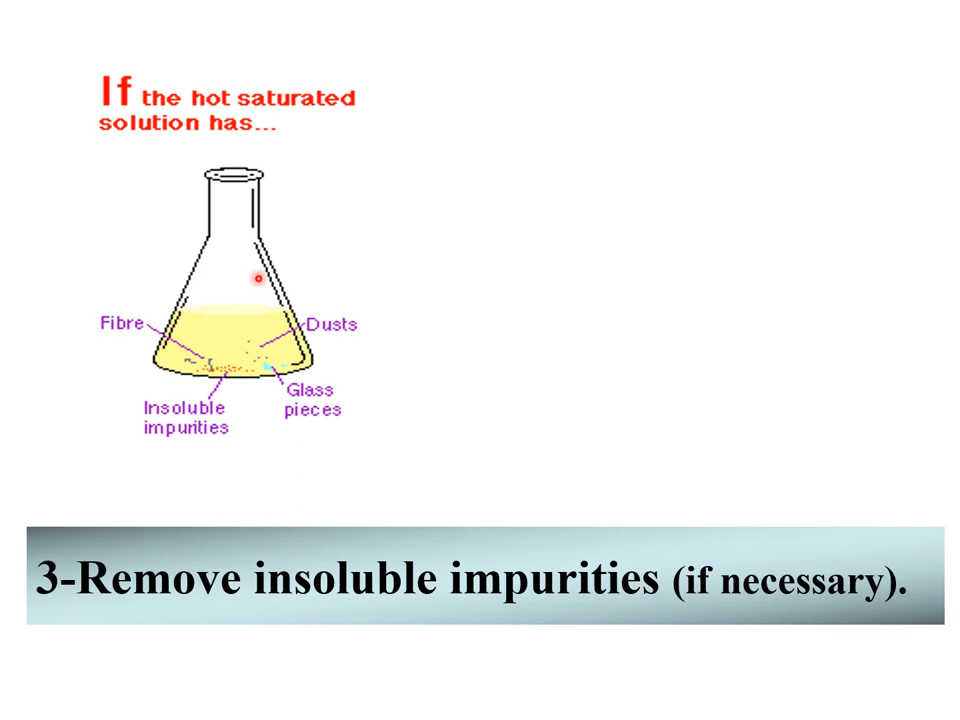 If the hot saturated
solution has...
Fibre
Dusts
Glass
pieces
Insoluble
impurities
3-Remove insoluble impurities (if necessary).